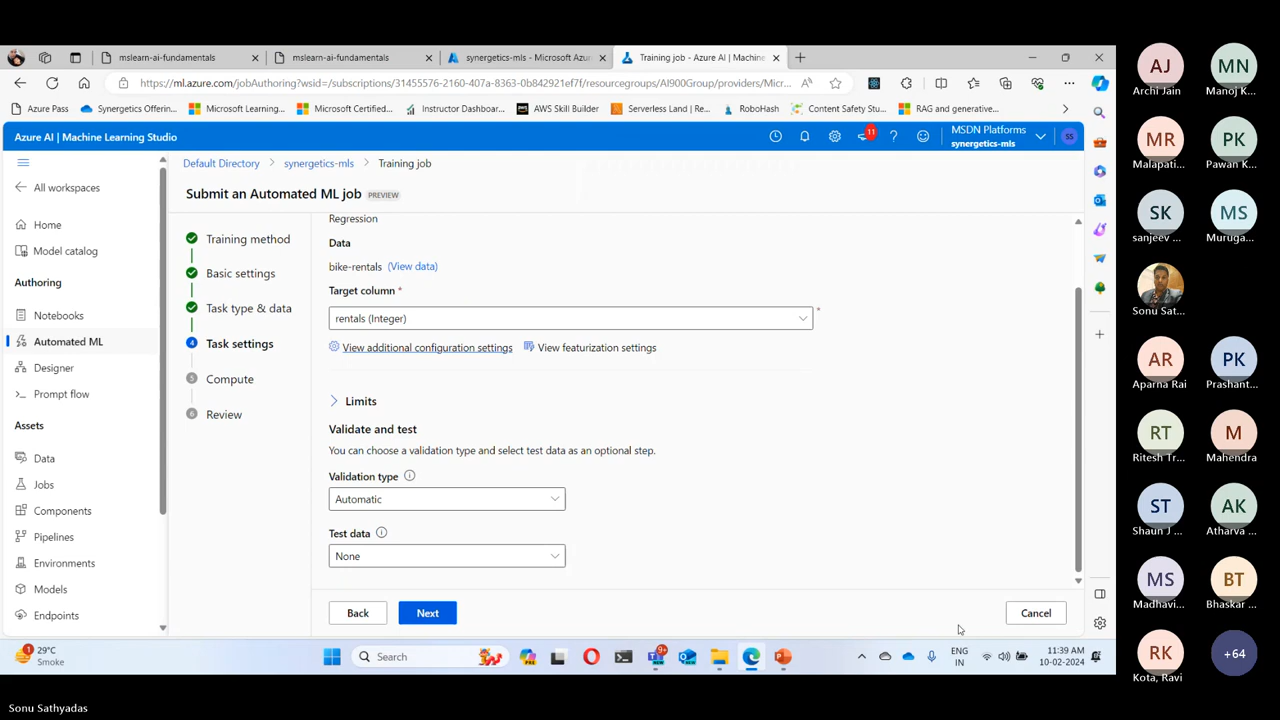 mslearn-ai-fundamentals
mslearn-ai-fundamentals
synergetics-mls - Microsoft Azu
Training job - Azure AI | Machine
https://ml.azure.com/jobAuthoring?wsid=/subscriptions/31455576-2160-407a-8363-0b842921ef7f/resourcegroups/AI900Group/providers/Micr...
Azure Pass
Synergetics Offerin...
Microsoft Learning...
Microsoft Certified...
Instructor Dashboar...
AWS Skill Builder
Serverless Land | Re...
RoboHash
Content Safety Stu...
RAG and generative...
Azure AI | Machine Learning Studio
11
MSDN Platforms
synergetics-mls
SS
All workspaces
Home
Model catalog
Authoring
Notebooks
Automated ML
Designer
Prompt flow
Assets
Data
Jobs
Components
Pipelines
Environments
Models
Endpoints
Default Directory > synergetics-mls > Training job
Submit an Automated ML job PREVIEW
Training method
Basic settings
Task type & data
4 Task settings
5 Compute
6 Review
Regression
Data
bike-rentals (View data)
Target column *
rentals (Integer)
*
View additional configuration settings
View featurization settings
Limits
Validate and test
You can choose a validation type and select test data as an optional step.
Validation type
Automatic
Test data
None
Back
Next
Cancel
1
29°C
Smoke
Search
9+
ENG
IN
11:39 AM
10-02-2024
AJ
Archi Jain
MN
Manoj K...
MR
Malapati...
PK
Pawan K...
SK
sanjeev ...
MS
Muruga...
Sonu Sat...
AR
Aparna Rai
PK
Prashant...
RT
Ritesh Tr...
M
Mahendra
ST
Shaun J ...
AK
Atharva ...
MS
Madhavi...
BT
Bhaskar ...
RK
Kota, Ravi
+64
Sonu Sathyadas